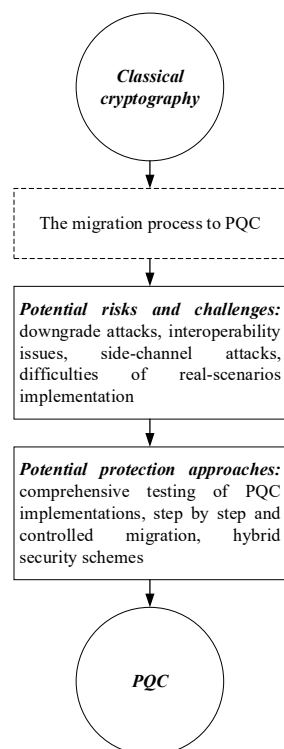 Classical
cryptography
The migration process to PQC
Potential risks and challenges:
downgrade attacks, interoperability
issues, side-channel attacks,
difficulties of real-scenarios
implementation
Potential protection approaches:
comprehensive testing of PQC
implementations, step by step and
controlled migration, hybrid
security schemes
PQC